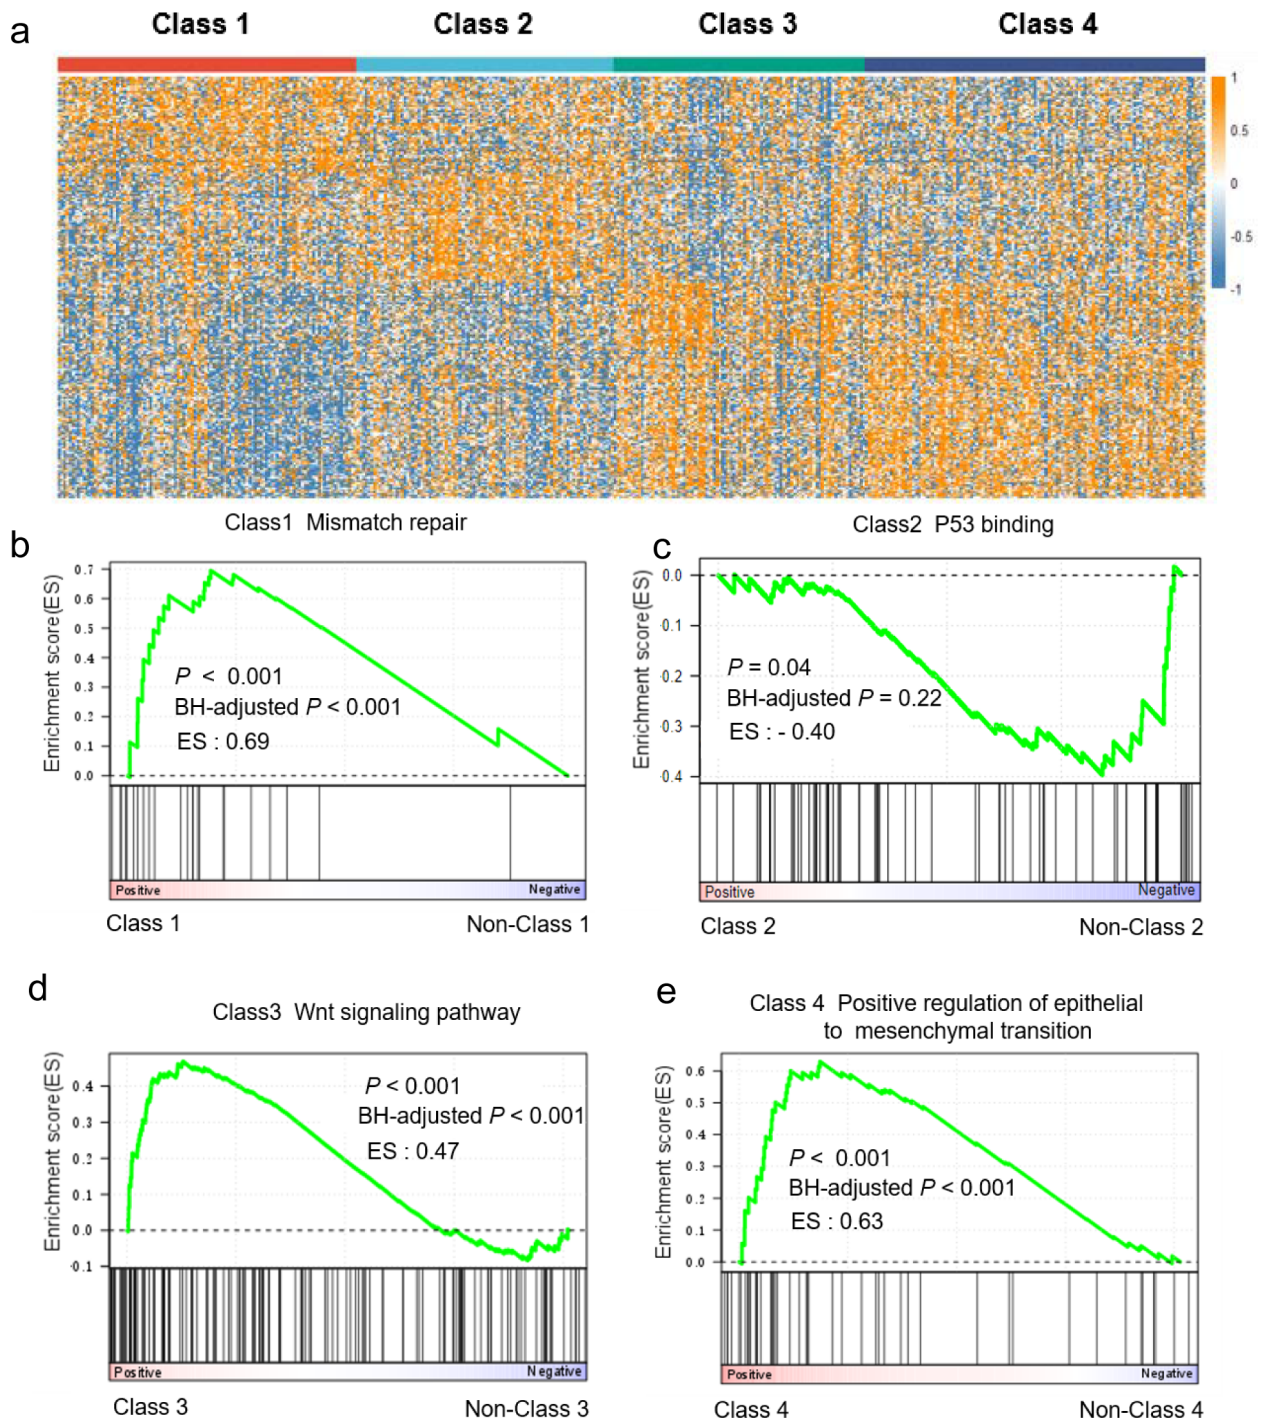 a
Class 1 Class 2 Class 3 Class 4
1
0.5
0
-0.5
-1
b
Class1 Mismatch repair
Enrichment score(ES)
0.7
0.6
0.5
0.4
0.3
0.2
0.1
0.0
P < 0.001
BH-adjusted P < 0.001
ES : 0.69
Positive Negative
Class 1 Non-Class 1
c
Class2 P53 binding
Enrichment score(ES)
0.0
-0.1
-0.2
-0.3
-0.4
P = 0.04
BH-adjusted P = 0.22
ES : - 0.40
Positive Negative
Class 2 Non-Class 2
d
Class3 Wnt signaling pathway
Enrichment score(ES)
0.4
0.3
0.2
0.1
0.0
-0.1
P < 0.001
BH-adjusted P < 0.001
ES : 0.47
Positive Negative
Class 3 Non-Class 3
e
Class 4 Positive regulation of epithelial
to mesenchymal transition
Enrichment score(ES)
0.6
0.5
0.4
0.3
0.2
0.1
0.0
P < 0.001
BH-adjusted P < 0.001
ES : 0.63
Positive Negative
Class 4 Non-Class 4